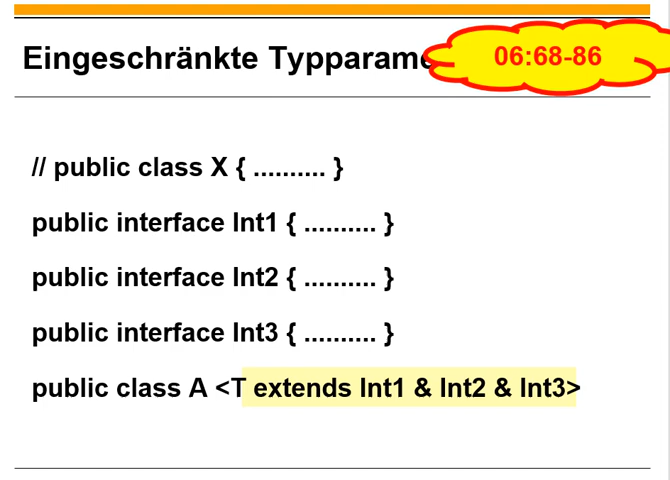 Eingeschränkte Typparame
06:68-86
// public class X { .......... }
public interface Int1 { .......... }
public interface Int2 { .......... }
public interface Int3 { .......... }
public class A <T extends Int1 & Int2 & Int3>